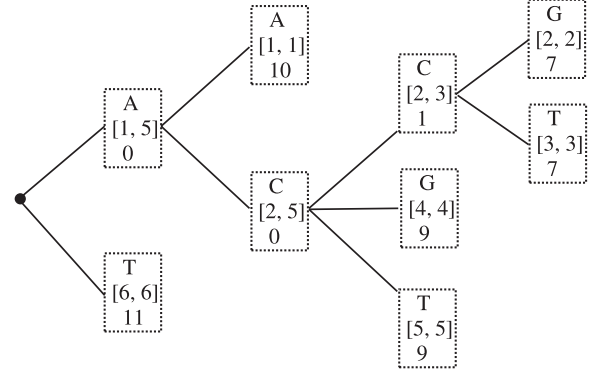 A
[1, 5]
0
T
[6, 6]
11
A
[1, 1]
10
C
[2, 5]
0
C
[2, 3]
1
G
[4, 4]
9
T
[5, 5]
9
G
[2, 2]
7
T
[3, 3]
7